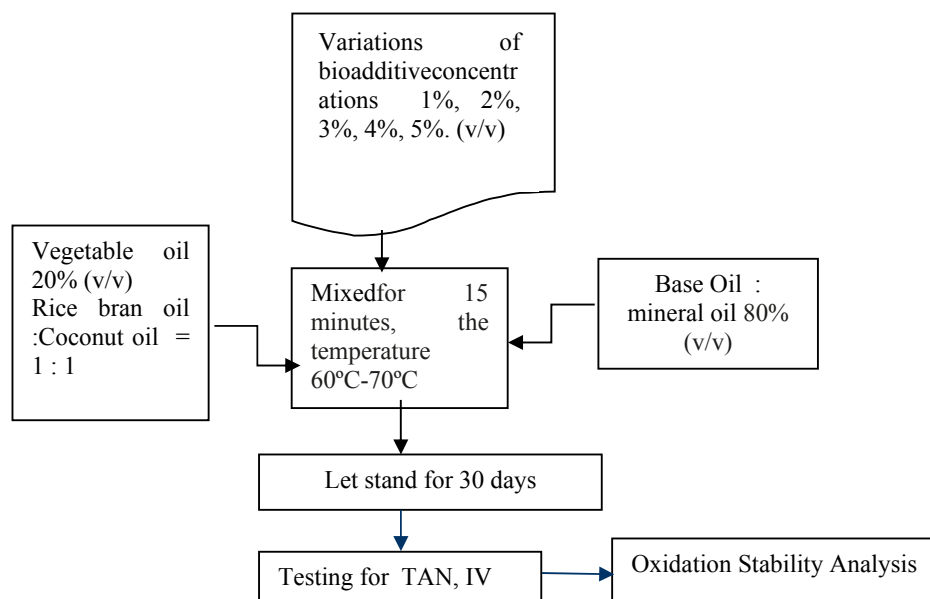 Variations of
bioadditiveconcentr
ations 1%, 2%,
3%, 4%, 5%. (v/v)
Vegetable oil
20% (v/v)
Rice bran oil
:Coconut oil =
1 : 1
Mixedfor 15
minutes, the
temperature
60ºC-70ºC
Base Oil :
mineral oil 80%
(v/v)
Let stand for 30 days
Testing for TAN, IV
Oxidation Stability Analysis